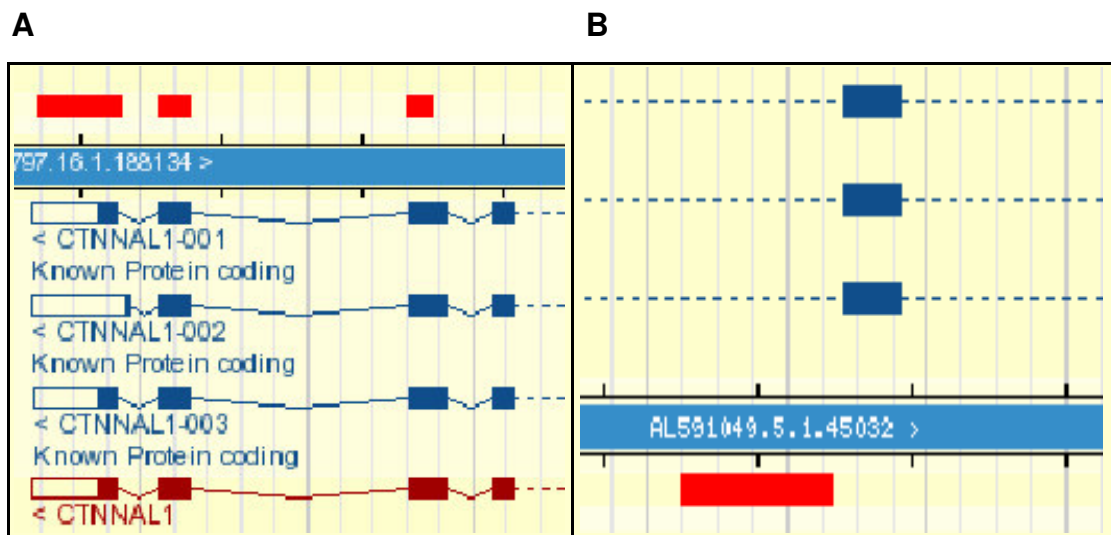 A
B
797.16.1.188134 >
< CTNNAL1-001
Known Protein coding
< CTNNAL1-002
Known Protein coding
< CTNNAL1-003
Known Protein coding
< CTNNAL1
AL591049.5.1.45032 >